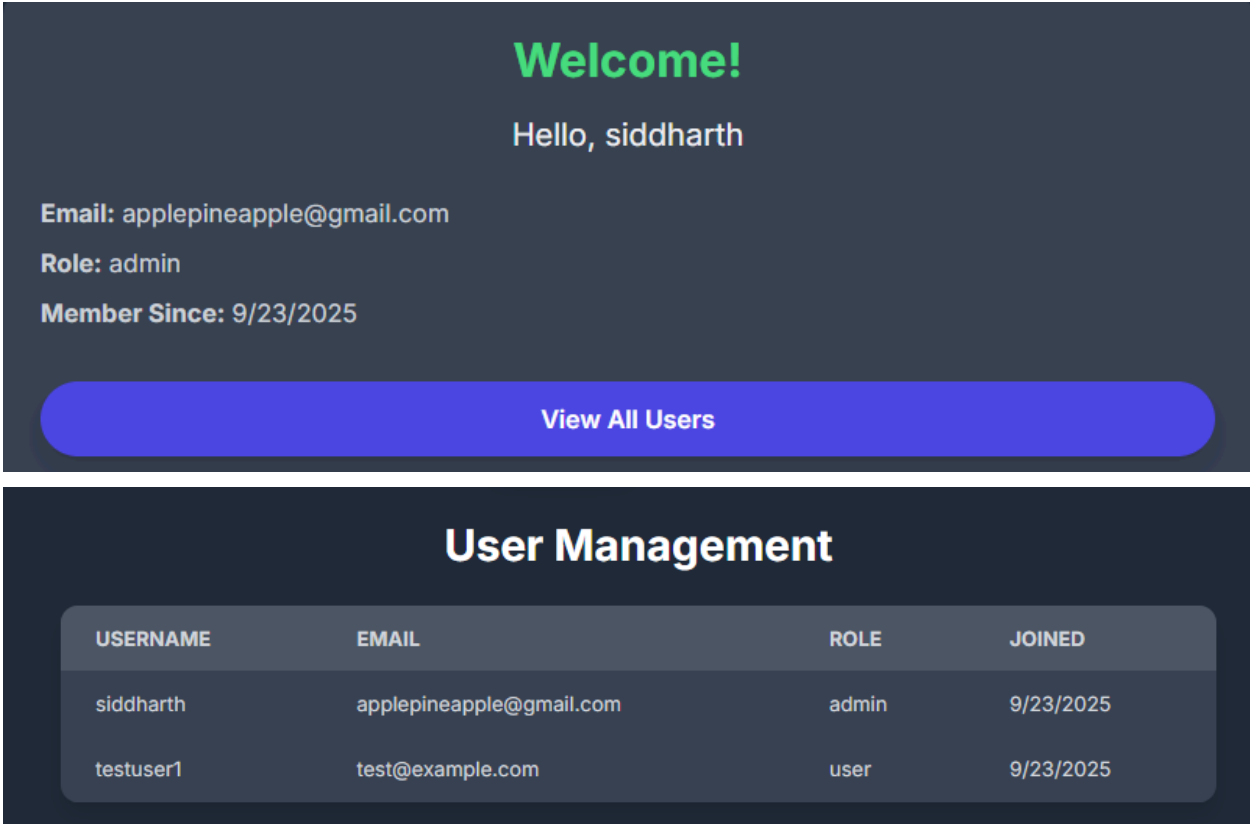 Welcome!
Hello, siddharth
Email: applepineapple@gmail.com
Role: admin
Member Since: 9/23/2025
View All Users
User Management
USERNAME EMAIL ROLE JOINED
siddharth applepineapple@gmail.com admin 9/23/2025
testuser1 test@example.com user 9/23/2025